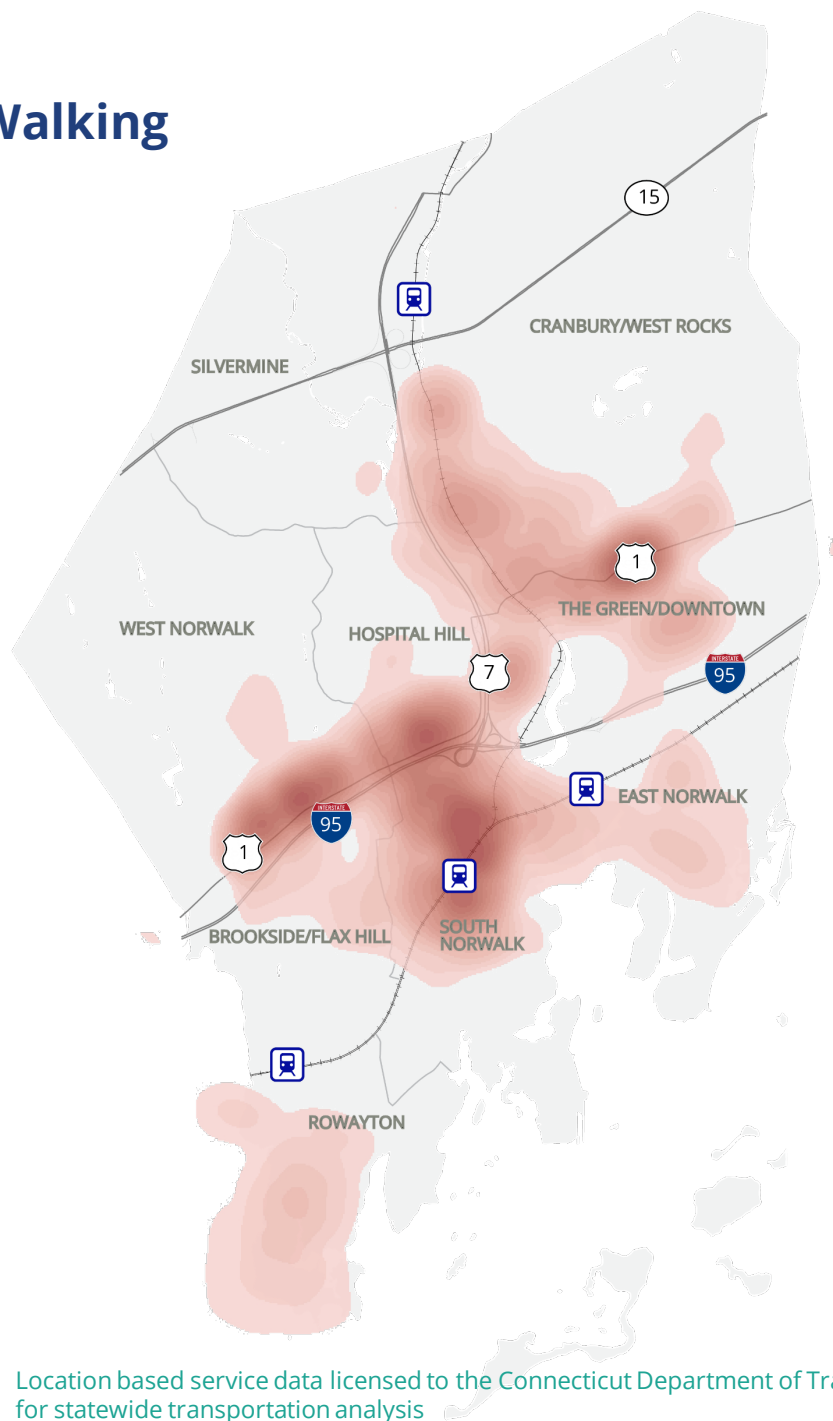 Walking
15
CRANBURY/WEST ROCKS
SILVERMINE
1
THE GREEN/DOWNTOWN
WEST NORWALK
HOSPITAL HILL
7
INTERSTATE
95
EAST NORWALK
INTERSTATE
95
1
SOUTH
NORWALK
BROOKSIDE/FLAX HILL
ROWAYTON
Location based service data licensed to the Connecticut Department of Tra
for statewide transportation analysis